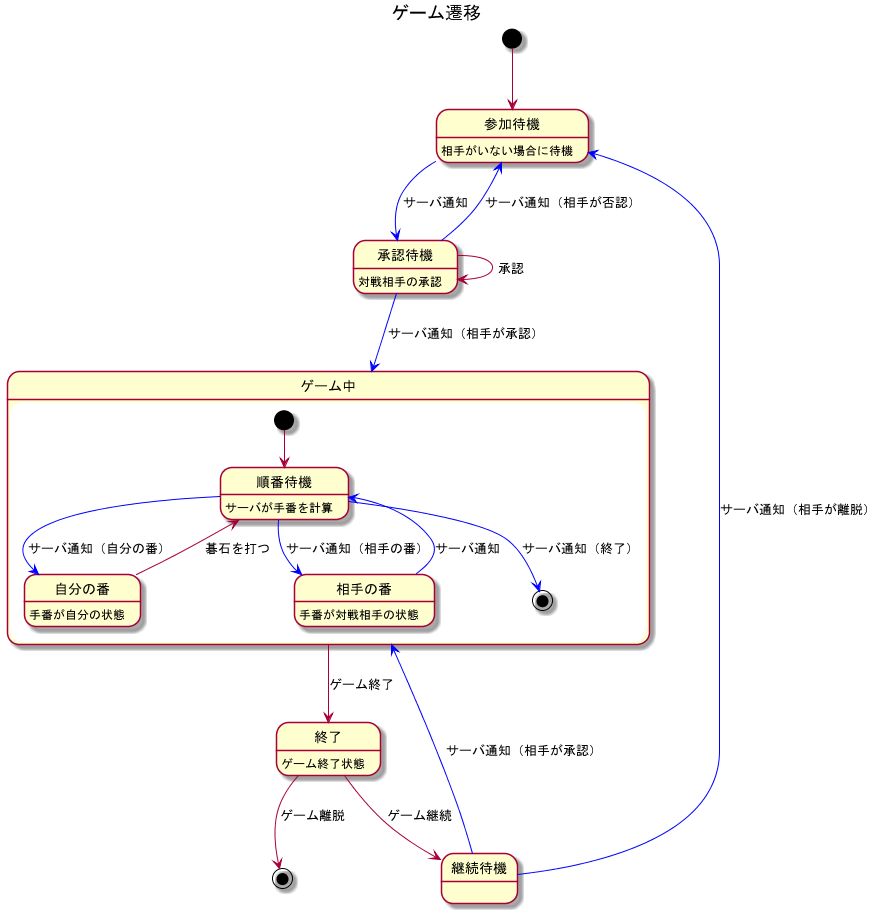 ゲーム遷移
参加待機
相手がいない場合に待機
サーバ通知
サーバ通知（相手が否認）
承認待機
対戦相手の承認
承認
サーバ通知（相手が承認）
ゲーム中
順番待機
サーバが手番を計算
サーバ通知（相手が離脱）
サーバ通知（自分の番）
碁石を打つ
サーバ通知（相手の番）
サーバ通知
サーバ通知（終了）
自分の番
手番が自分の状態
相手の番
手番が対戦相手の状態
ゲーム終了
終了
ゲーム終了状態
サーバ通知（相手が承認）
ゲーム離脱
ゲーム継続
継続待機